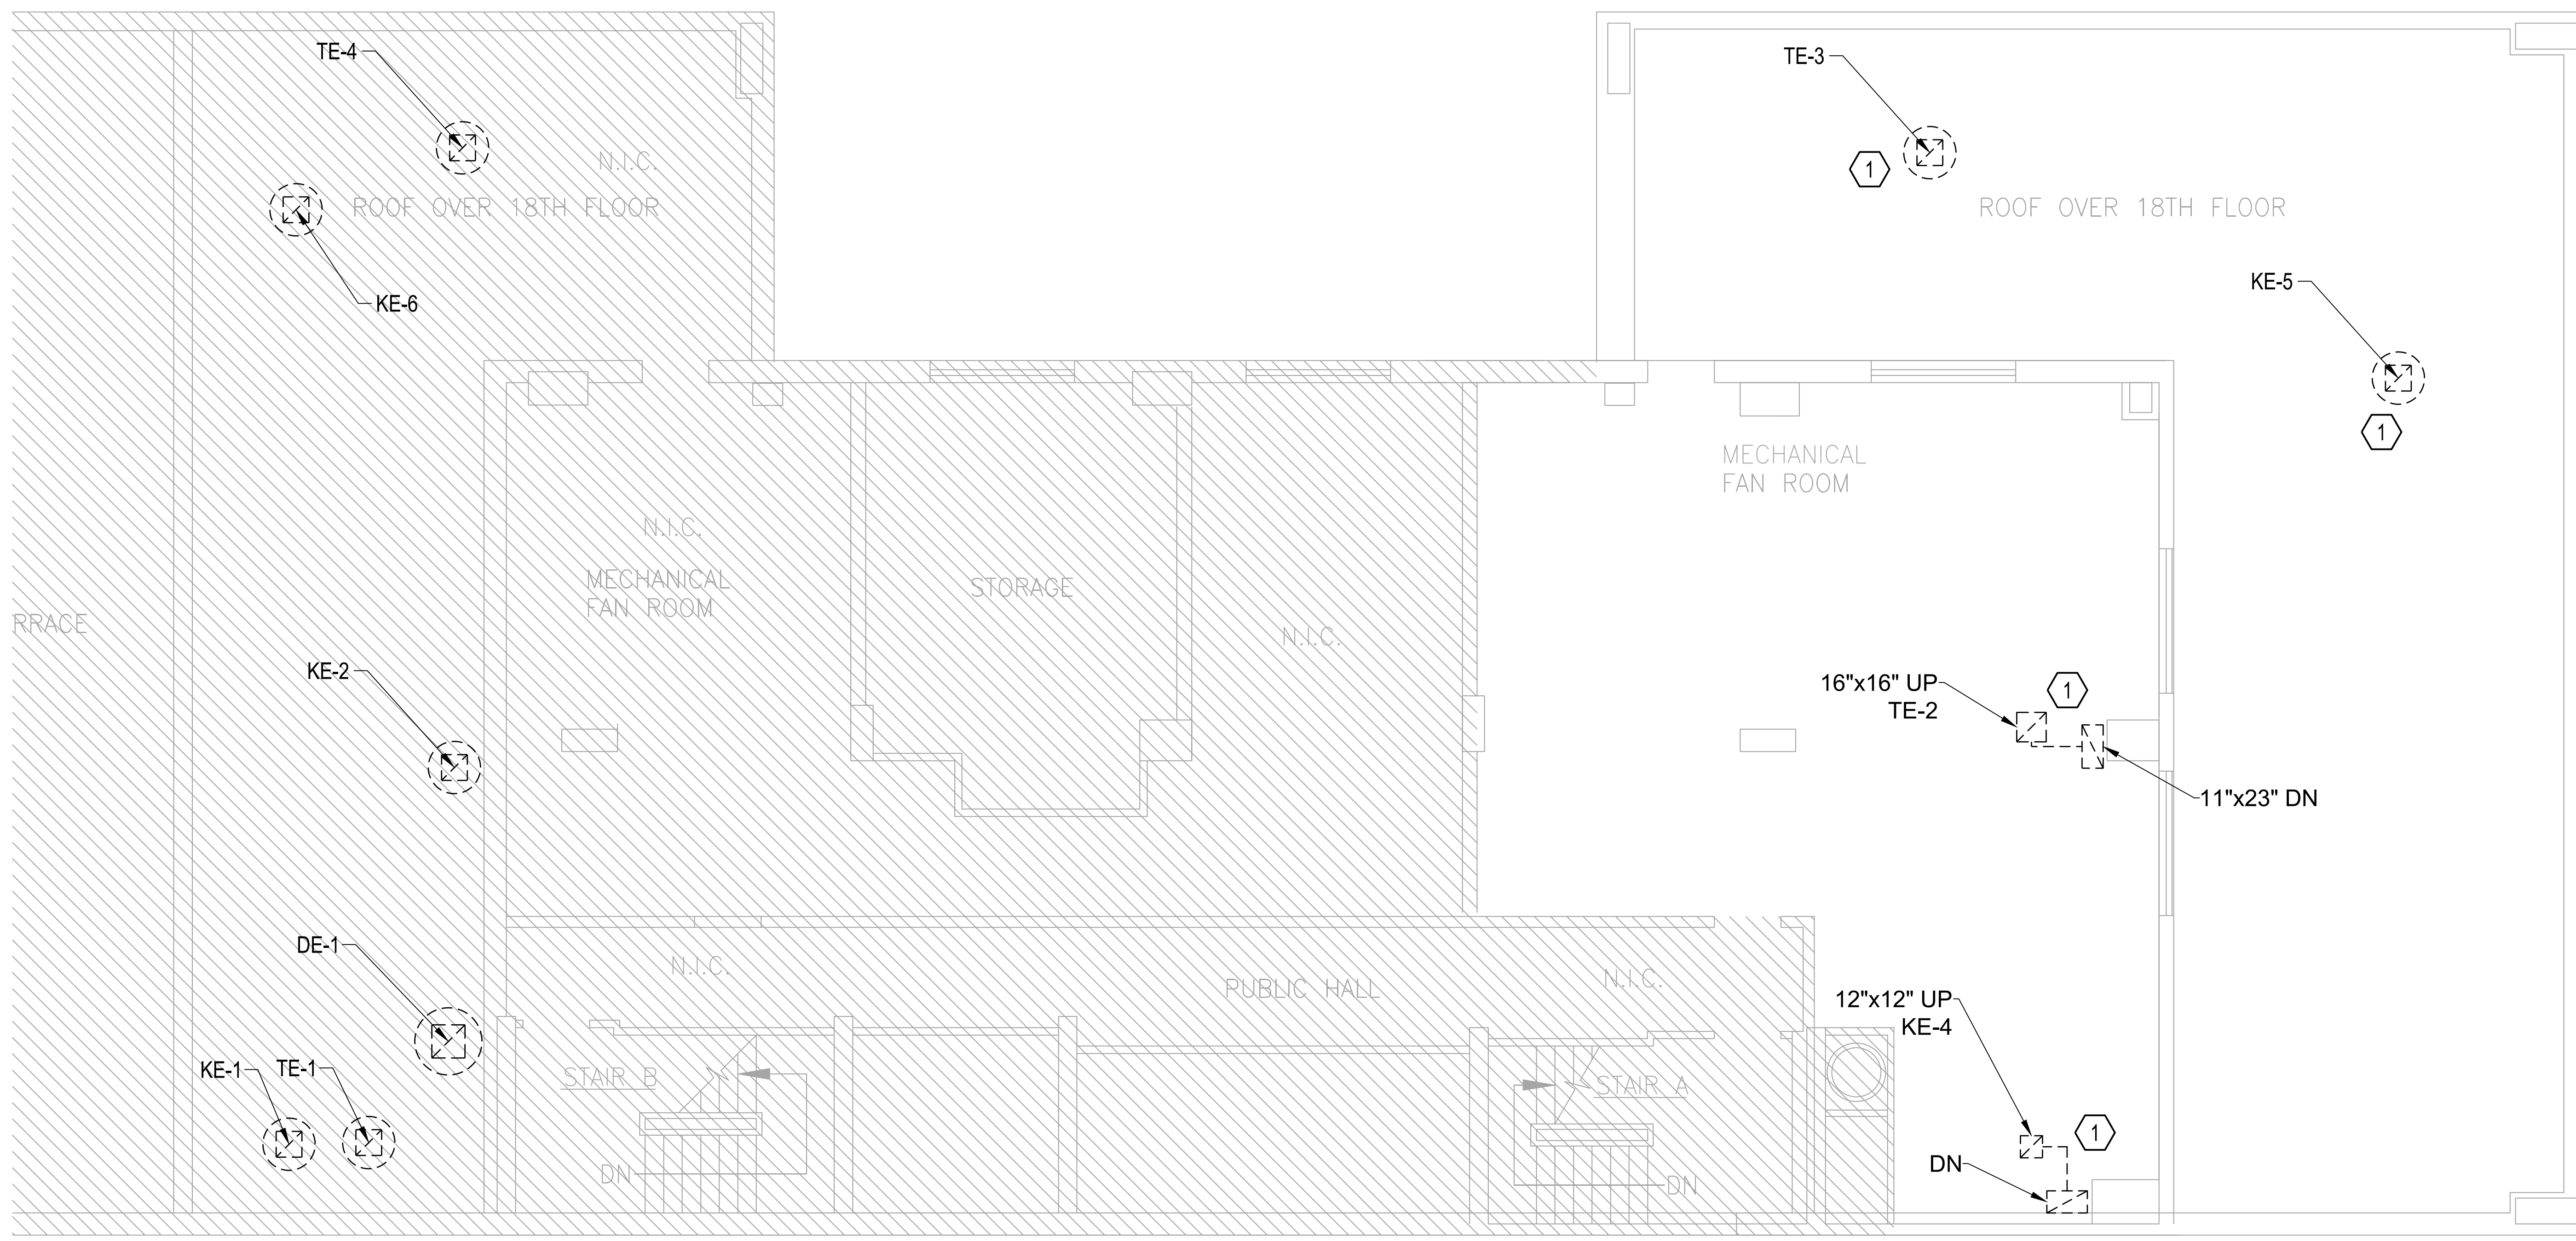 TE-4
TE-3
N.I.C.
1
ROOF OVER 18TH FLOOR
ROOF OVER 18TH FLOOR
KE-6
KE-5
1
MECHANICAL
FAN ROOM
N.I.C.
MECHANICAL
FAN ROOM
STORAGE
RRACE
N.I.C.
KE-2
16"x16" UP
TE-2
1
11"x23" DN
DE-1
N.I.C.
PUBLIC HALL
N.I.C.
12"x12" UP
KE-4
KE-1
TE-1
STAIR B
STAIR A
1
DN
DN
DN